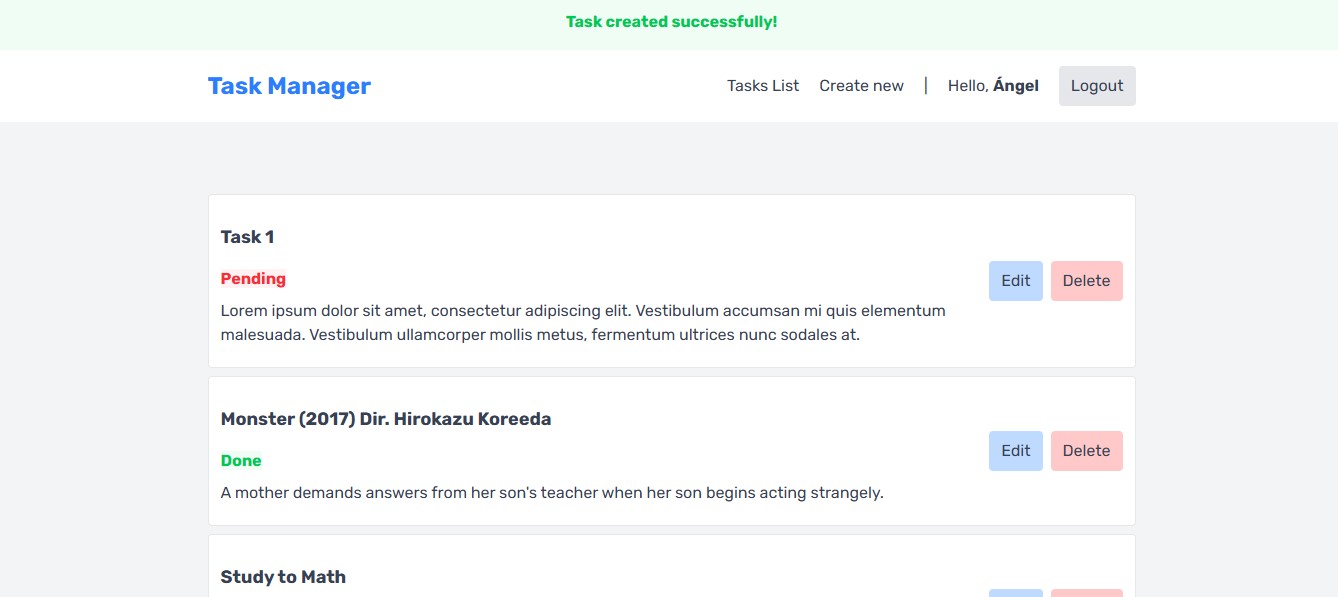 Task created successfully!
Task Manager
Tasks List Create new | Hello, Ángel Logout
Task 1
Pending
Lorem ipsum dolor sit amet, consectetur adipiscing elit. Vestibulum accumsan mi quis elementum
malesuada. Vestibulum ullamcorper mollis metus, fermentum ultrices nunc sodales at.
Edit Delete
Monster (2017) Dir. Hirokazu Koreeda
Done
A mother demands answers from her son's teacher when her son begins acting strangely.
Edit Delete
Study to Math